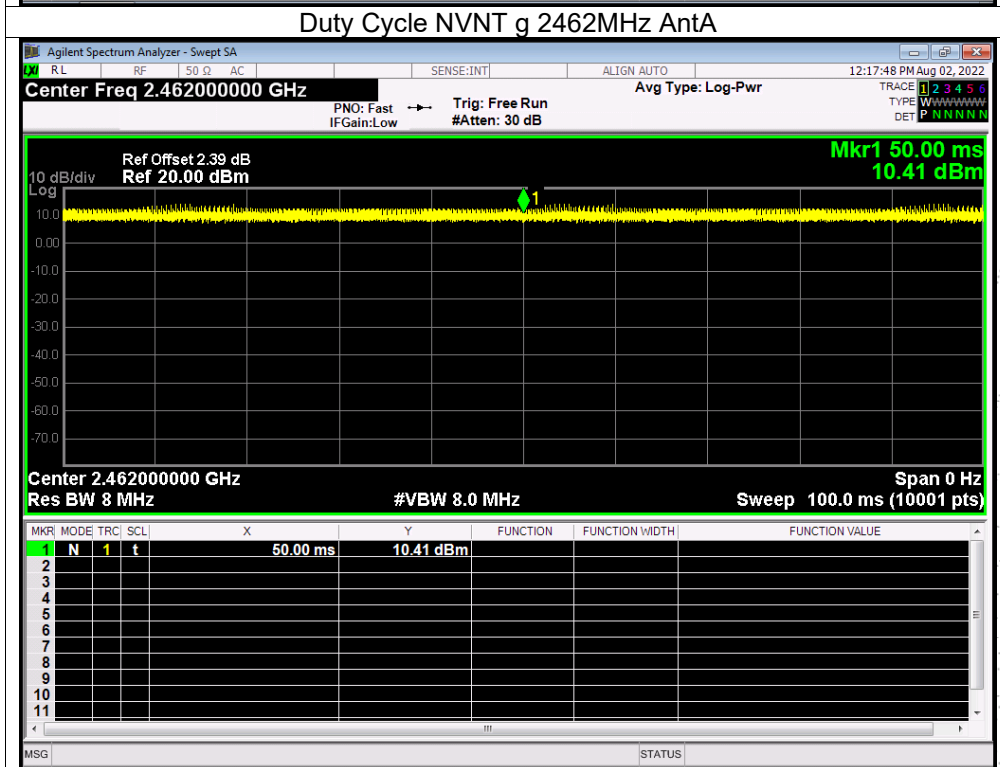 Duty Cycle NVNT g 2462MHz AntA
Agilent Spectrum Analyzer - Swept SA
LXI RL RF 50 Ω AC SENSE:INT ALIGN AUTO 12:17:48 PM Aug 02, 2022
Center Freq 2.462000000 GHz Avg Type: Log-Pwr TRACE 1 2 3 4 5 6
PNO: Fast Trig: Free Run TYPE WWWWWW
IFGain:Low #Atten: 30 dB DET P N N N N N
Mkr1 50.00 ms
10.41 dBm
Ref Offset 2.39 dB
10 dB/div Ref 20.00 dBm
Log
1
10.0
0.00
-10.0
-20.0
-30.0
-40.0
-50.0
-60.0
-70.0
Center 2.462000000 GHz Span 0 Hz
Res BW 8 MHz #VBW 8.0 MHz Sweep 100.0 ms (10001 pts)
MKR MODE TRC SCL X Y FUNCTION FUNCTION WIDTH FUNCTION VALUE
1 N 1 t 50.00 ms 10.41 dBm
2
3
4
5
6
7
8
9
10
11
MSG STATUS